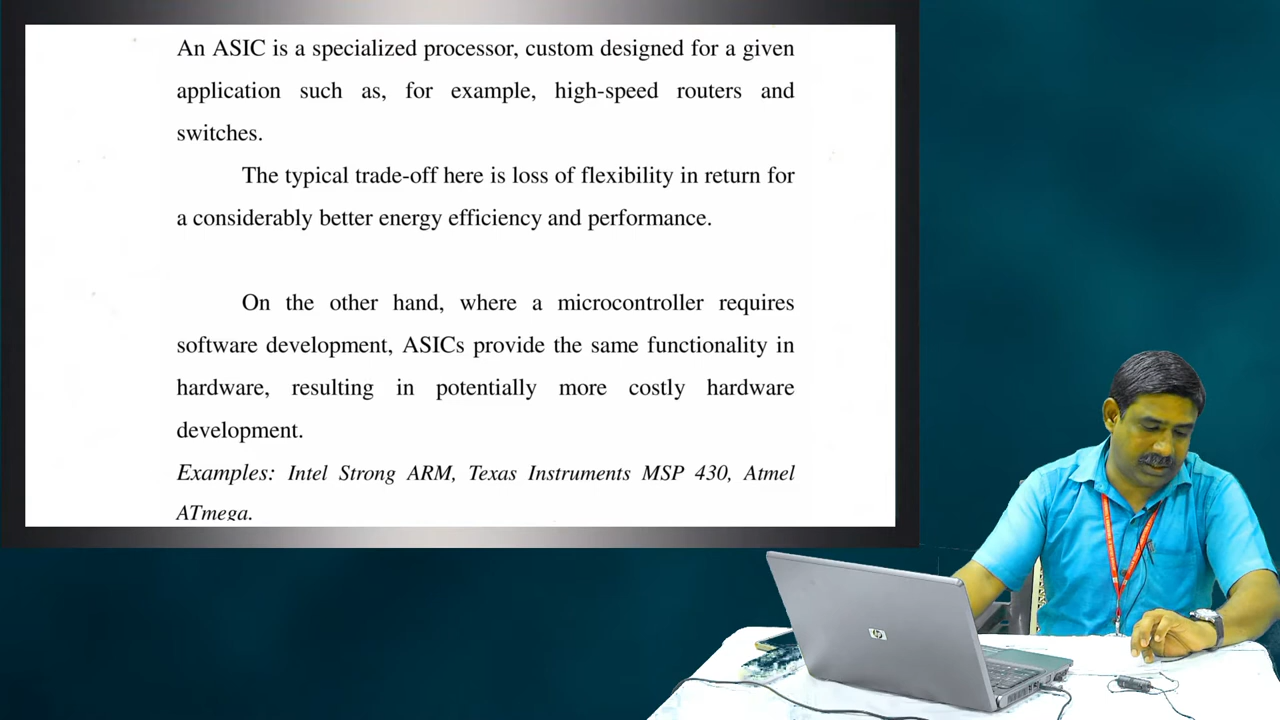 An ASIC is a specialized processor, custom designed for a given
application such as, for example, high-speed routers and
switches.
The typical trade-off here is loss of flexibility in return for
a considerably better energy efficiency and performance.
On the other hand, where a microcontroller requires
software development, ASICs provide the same functionality in
hardware, resulting in potentially more costly hardware
development.
Examples: Intel Strong ARM, Texas Instruments MSP 430, Atmel
ATmega.
hp